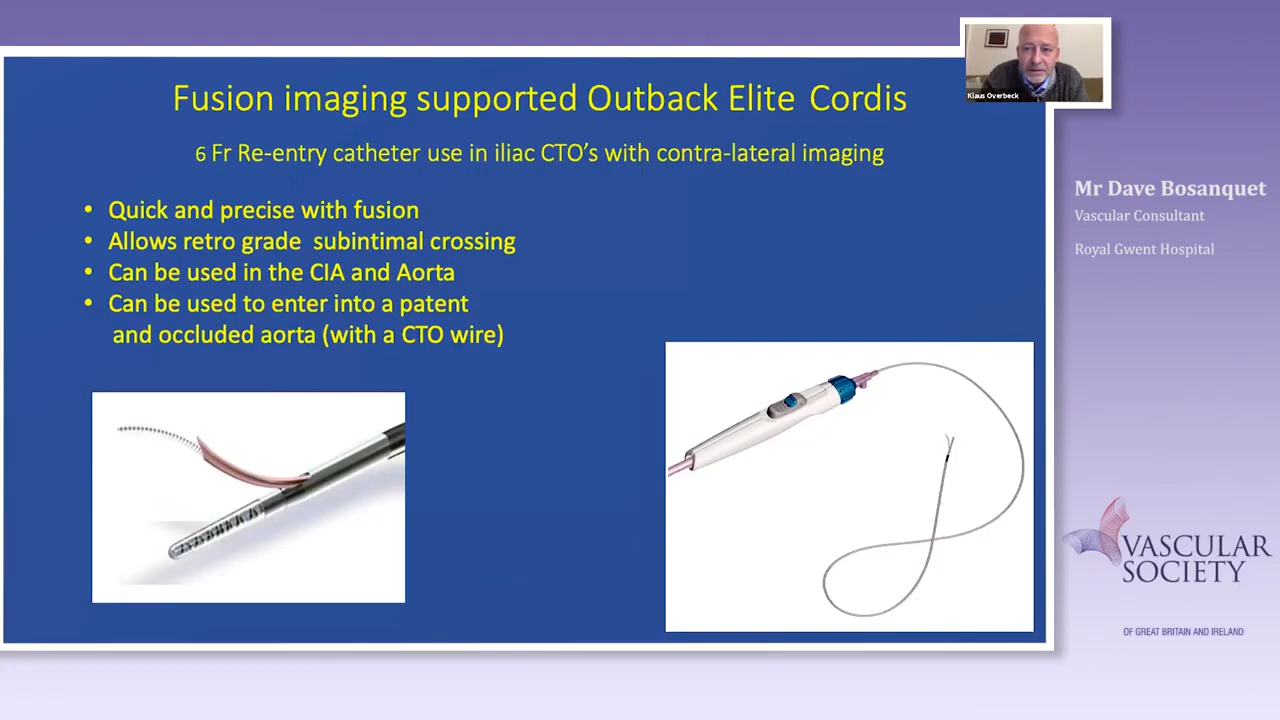 Fusion imaging supported Outback Elite Cordis
6 Fr Re-entry catheter use in iliac CTO's with contra-lateral imaging
• Quick and precise with fusion
• Allows retro grade subintimal crossing
• Can be used in the CIA and Aorta
• Can be used to enter into a patent
and occluded aorta (with a CTO wire)
Klaus Overbeck
Mr Dave Bosanquet
Vascular Consultant
Royal Gwent Hospital
VASCULAR
SOCIETY
OF GREAT BRITAIN AND IRELAND